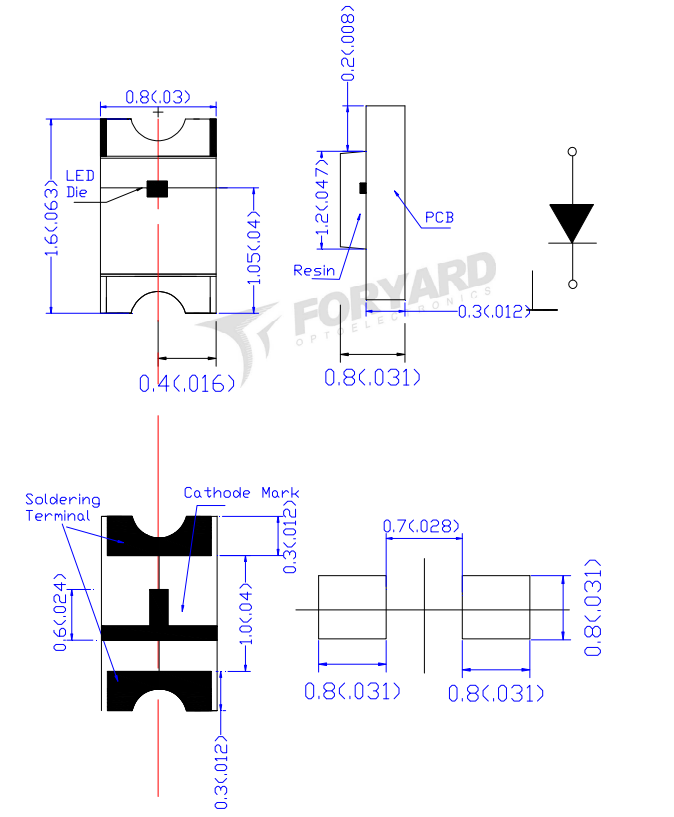 0.8(.03)
0.2(.008)
LED
Die
1.6(.063)
1.05(.04)
1.2(.047)
PCB
Resin
FORYARD
OPTOELECTRONICS
0.3(.012)
0.4(.016)
0.8(.031)
Soldering
Terminal
Cathode Mark
0.3(.012)
0.7(.028)
0.6(.024)
1.0(.04)
0.8(.031)
0.8(.031)
0.8(.031)
0.3(.012)